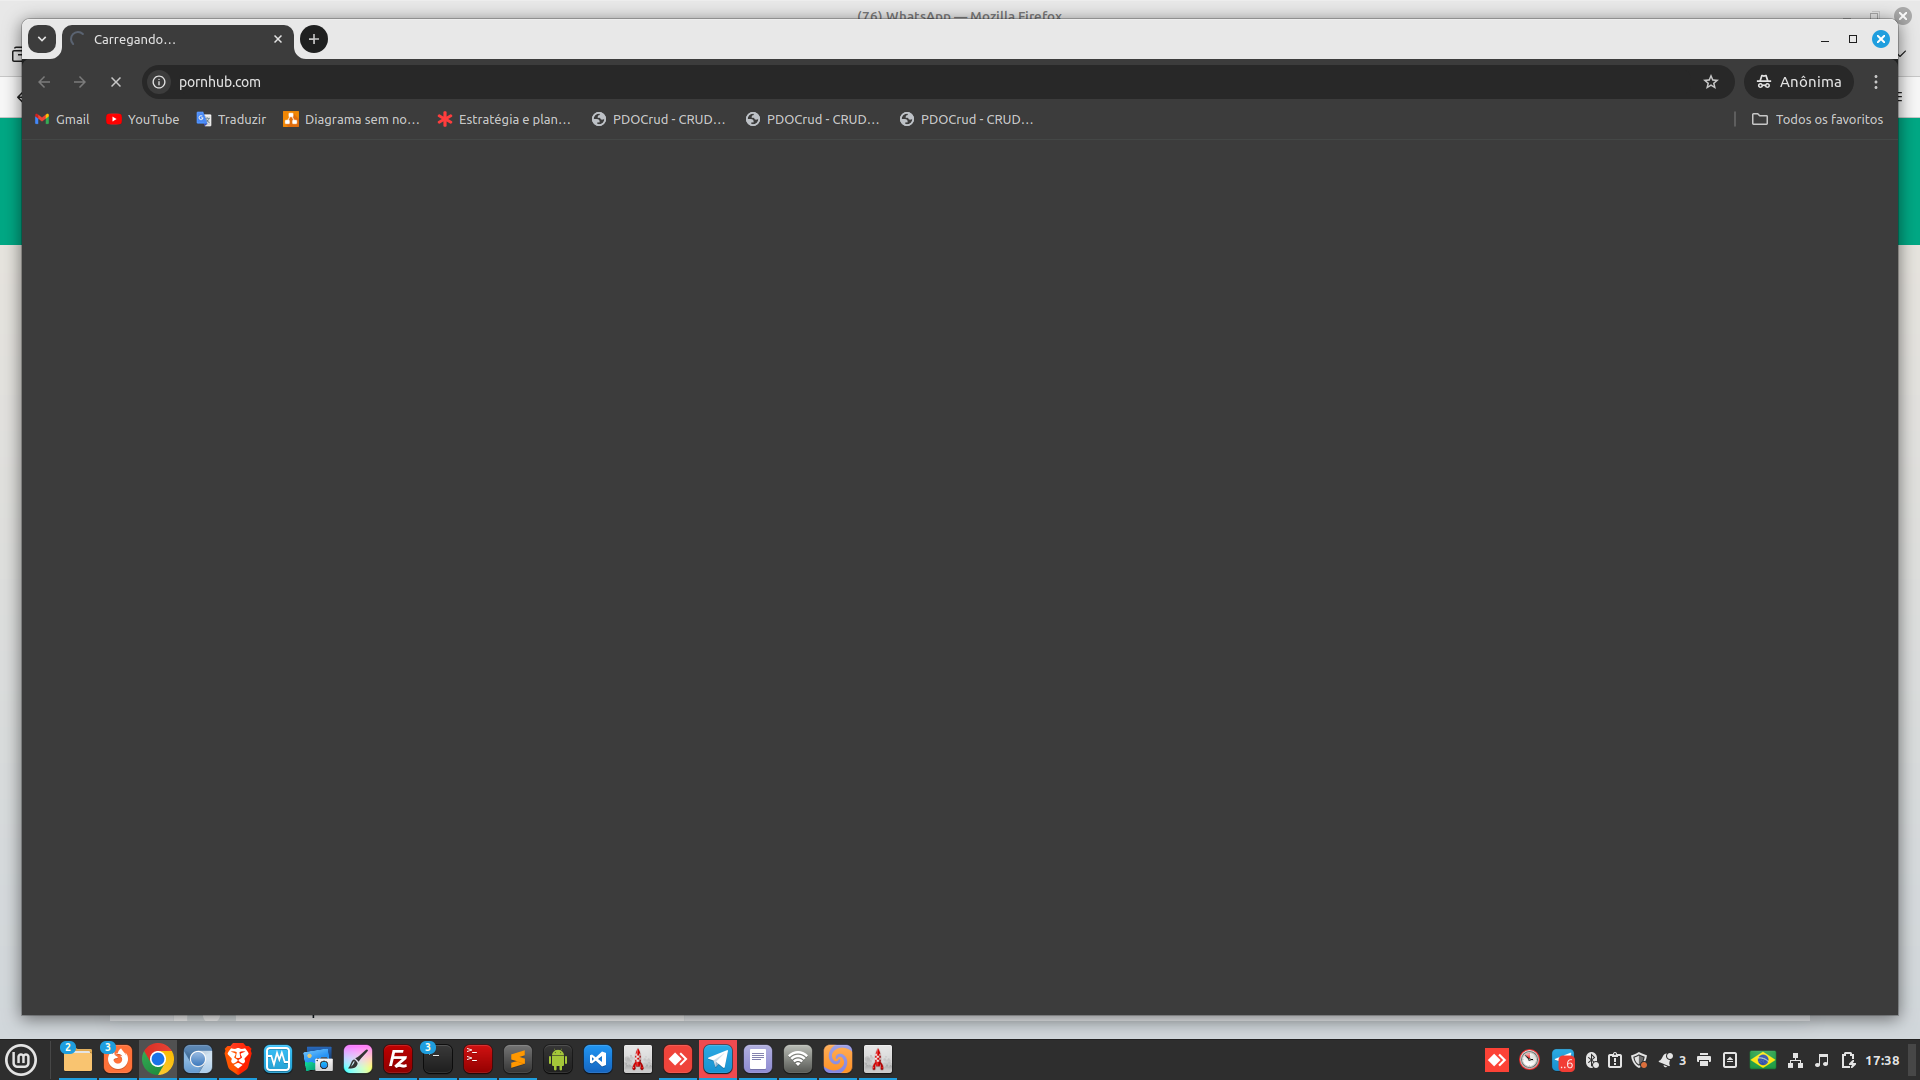 (76) WhatsApp — Mozilla Firefox
Carregando...
pornhub.com
Anônima
Gmail
YouTube
Traduzir
Diagrama sem no...
Estratégia e plan...
PDOCrud - CRUD...
PDOCrud - CRUD...
PDOCrud - CRUD...
Todos os favoritos
2
3
3
..6
3
17:38